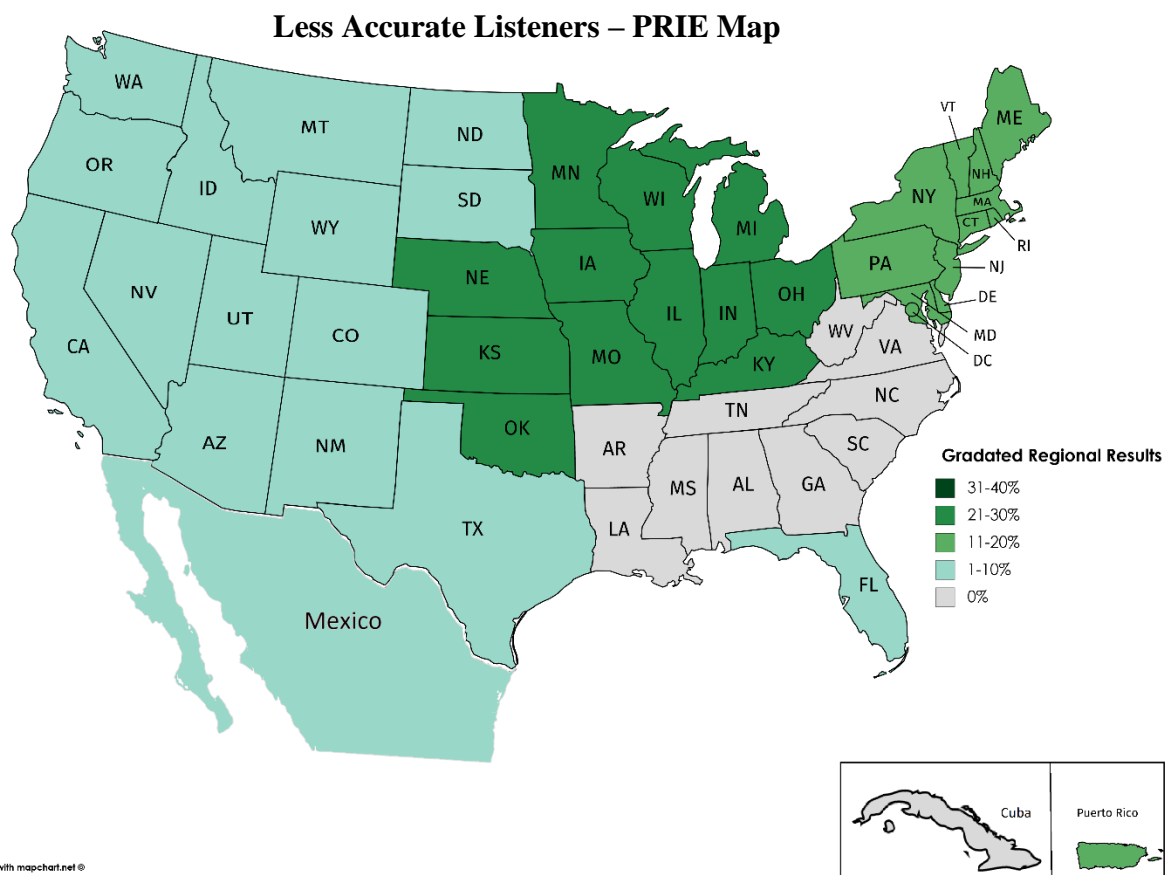 Less Accurate Listeners – PRIE Map
WA
MT
ND
MN
VT
ME
OR
ID
SD
WI
NH
NY
MA
WY
MI
CT
RI
NE
IA
PA
NJ
NV
UT
CO
IL
IN
OH
DE
CA
KS
MO
WV
MD
VA
DC
KY
AZ
NM
OK
TN
NC
AR
SC
MS
AL
GA
TX
LA
FL
Mexico
Gradated Regional Results
31-40%
21-30%
11-20%
1-10%
0%
Cuba
Puerto Rico
with mapchart.net ©